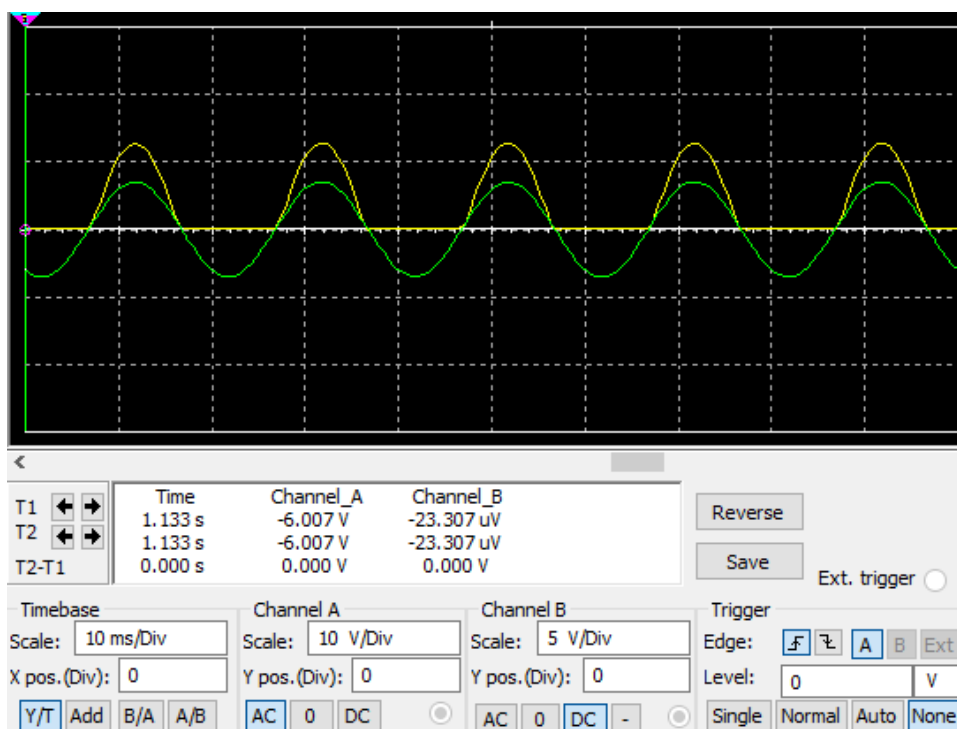 Time Channel_A Channel_B
T1 1.133 s -6.007 V -23.307 uV
T2 1.133 s -6.007 V -23.307 uV
T2-T1 0.000 s 0.000 V 0.000 V
Reverse
Save
Ext. trigger
Timebase
Scale: 10 ms/Div
X pos.(Div): 0
Y/T Add B/A A/B
Channel A
Scale: 10 V/Div
Y pos.(Div): 0
AC 0 DC
Channel B
Scale: 5 V/Div
Y pos.(Div): 0
AC 0 DC -
Trigger
Edge: A B Ext
Level: 0 V
Single Normal Auto None